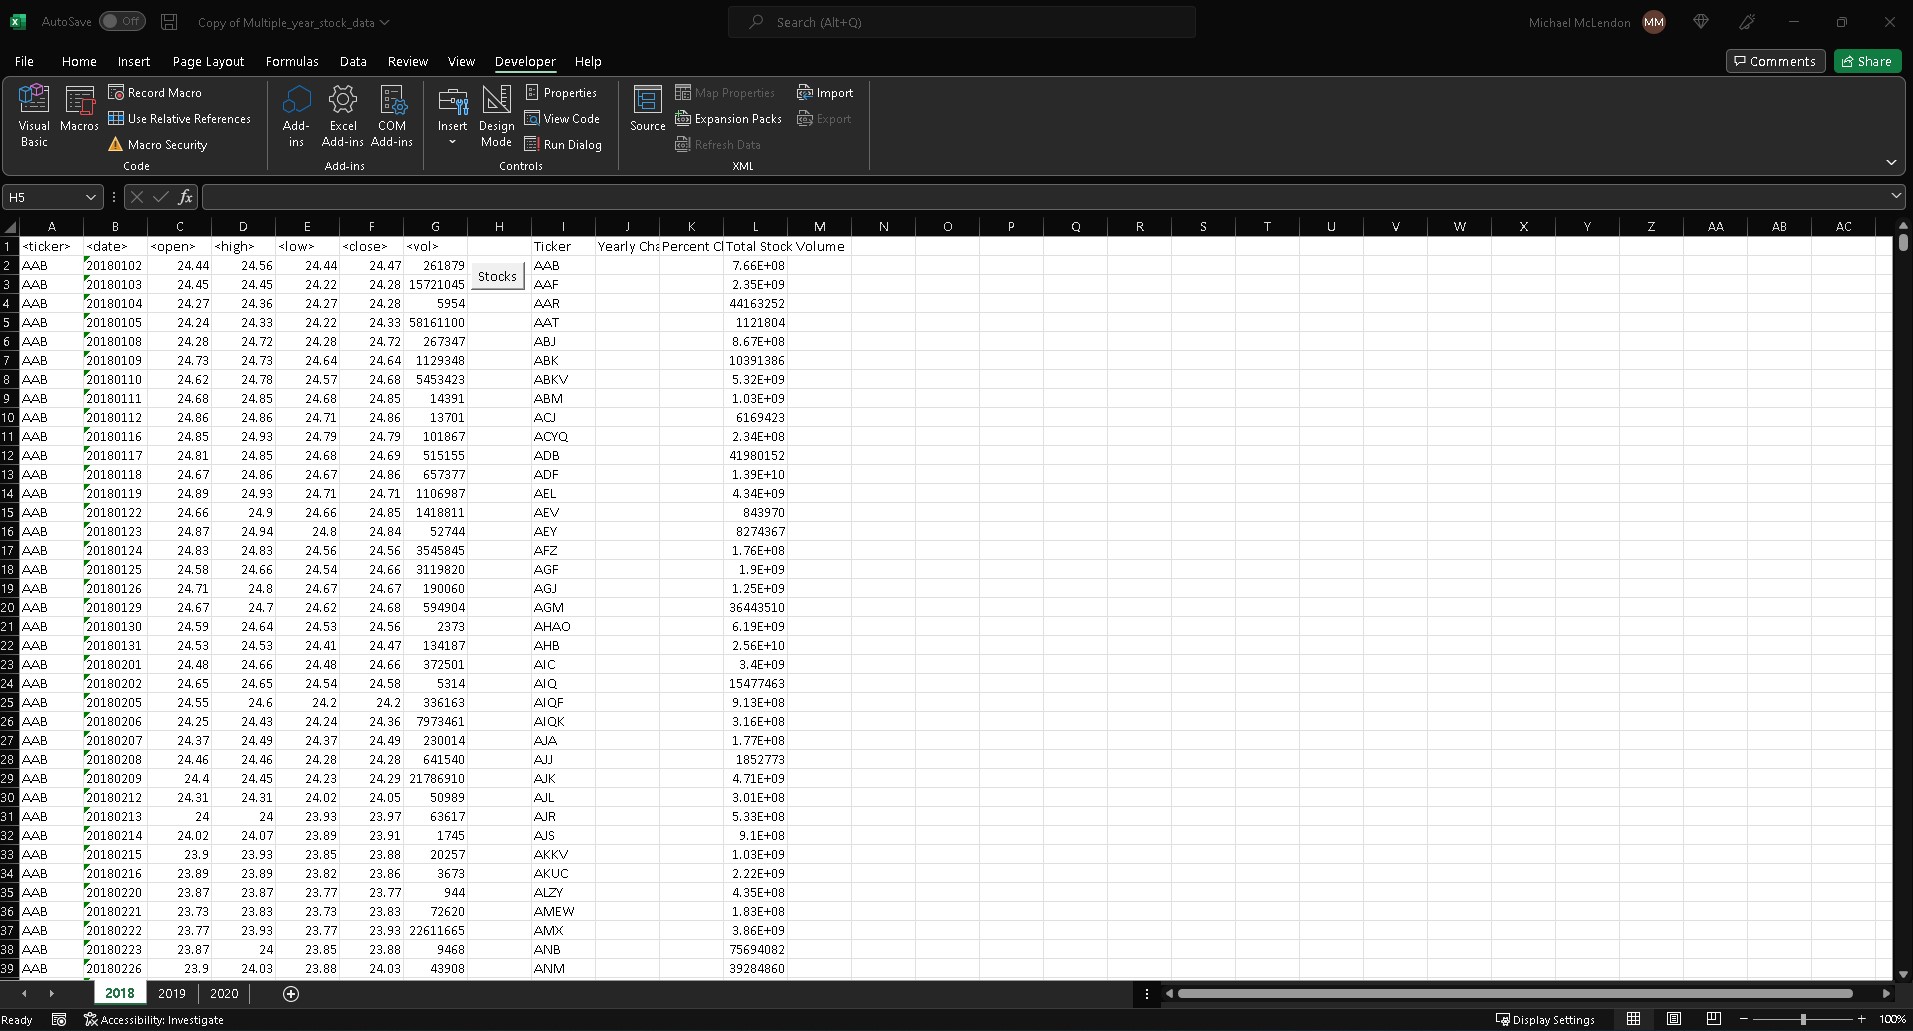 AutoSave Off Copy of Multiple_year_stock_data Search (Alt+Q) Michael McLendon MM
File Home Insert Page Layout Formulas Data Review View Developer Help Comments Share
Visual Basic
Macros
Record Macro
Use Relative References
Macro Security
Code
Add-ins
Excel Add-ins
COM Add-ins
Add-ins
Insert
Design Mode
Properties
View Code
Run Dialog
Controls
Source
Map Properties
Expansion Packs
Refresh Data
Import
Export
XML
H5 fx
A B C D E F G H I J K L M N O P Q R S T U V W X Y Z AA AB AC
1 <ticker> <date> <open> <high> <low> <close> <vol> Ticker Yearly Cha Percent Cl Total Stock Volume
2 AAB 20180102 24.44 24.56 24.44 24.47 261879 AAB 7.66E+08
Stocks
3 AAB 20180103 24.45 24.45 24.22 24.28 15721045 AAF 2.35E+09
4 AAB 20180104 24.27 24.36 24.27 24.28 5954 AAR 44163252
5 AAB 20180105 24.24 24.33 24.22 24.33 58161100 AAT 1121804
6 AAB 20180108 24.28 24.72 24.28 24.72 267347 ABJ 8.67E+08
7 AAB 20180109 24.73 24.73 24.64 24.64 1129348 ABK 10391386
8 AAB 20180110 24.62 24.78 24.57 24.68 5453423 ABKV 5.32E+09
9 AAB 20180111 24.68 24.85 24.68 24.85 14391 ABM 1.03E+09
10 AAB 20180112 24.86 24.86 24.71 24.86 13701 ACJ 6169423
11 AAB 20180116 24.85 24.93 24.79 24.79 101867 ACYQ 2.34E+08
12 AAB 20180117 24.81 24.85 24.68 24.69 515155 ADB 41980152
13 AAB 20180118 24.67 24.86 24.67 24.86 657377 ADF 1.39E+10
14 AAB 20180119 24.89 24.93 24.71 24.71 1106987 AEL 4.34E+09
15 AAB 20180122 24.66 24.9 24.66 24.85 1418811 AEV 843970
16 AAB 20180123 24.87 24.94 24.8 24.84 52744 AEY 8274367
17 AAB 20180124 24.83 24.83 24.56 24.56 3545845 AFZ 1.76E+08
18 AAB 20180125 24.58 24.66 24.54 24.66 3119820 AGF 1.9E+09
19 AAB 20180126 24.71 24.8 24.67 24.67 190060 AGJ 1.25E+09
20 AAB 20180129 24.67 24.7 24.62 24.68 594904 AGM 36443510
21 AAB 20180130 24.59 24.64 24.53 24.56 2373 AHAO 6.19E+09
22 AAB 20180131 24.53 24.53 24.41 24.47 134187 AHB 2.56E+10
23 AAB 20180201 24.48 24.66 24.48 24.66 372501 AIC 3.4E+09
24 AAB 20180202 24.65 24.65 24.54 24.58 5314 AIQ 15477463
25 AAB 20180205 24.55 24.6 24.2 24.2 336163 AIQF 9.13E+08
26 AAB 20180206 24.25 24.43 24.24 24.36 7973461 AIQK 3.16E+08
27 AAB 20180207 24.37 24.49 24.37 24.49 230014 AJA 1.77E+08
28 AAB 20180208 24.46 24.46 24.28 24.28 641540 AJJ 1852773
29 AAB 20180209 24.4 24.45 24.23 24.29 21786910 AJK 4.71E+09
30 AAB 20180212 24.31 24.31 24.02 24.05 50989 AJL 3.01E+08
31 AAB 20180213 24 24 23.93 23.97 63617 AJR 5.33E+08
32 AAB 20180214 24.02 24.07 23.89 23.91 1745 AJS 9.1E+08
33 AAB 20180215 23.9 23.93 23.85 23.88 20257 AKKV 1.03E+09
34 AAB 20180216 23.89 23.89 23.82 23.86 3673 AKUC 2.22E+09
35 AAB 20180220 23.87 23.87 23.77 23.77 944 ALZY 4.35E+08
36 AAB 20180221 23.73 23.83 23.73 23.83 72620 AMEW 1.83E+08
37 AAB 20180222 23.77 23.93 23.77 23.93 22611665 AMX 3.86E+09
38 AAB 20180223 23.87 24 23.85 23.88 9468 ANB 75694082
39 AAB 20180226 23.9 24.03 23.88 24.03 43908 ANM 39284860
2018 2019 2020
Ready Accessibility: Investigate Display Settings 100%